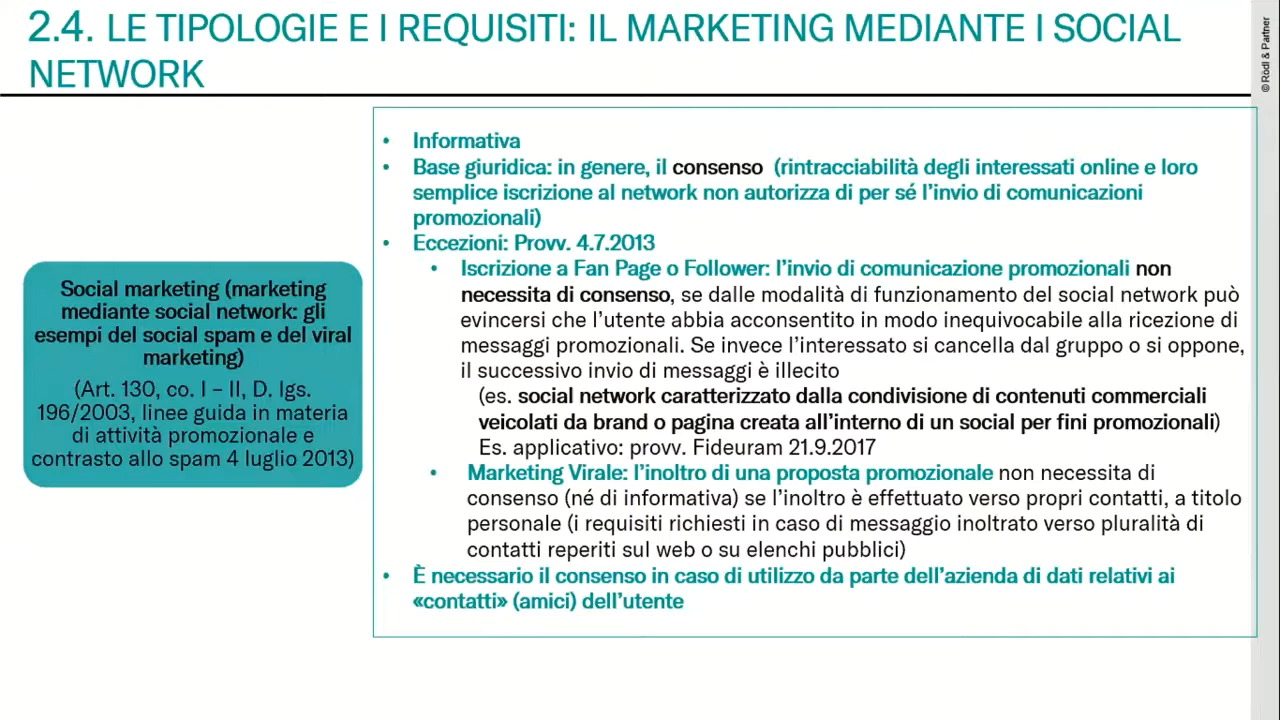 2.4. LE TIPOLOGIE E I REQUISITI: IL MARKETING MEDIANTE I SOCIAL
NETWORK
© Rödl & Partner
Social marketing (marketing
mediante social network: gli
esempi del social spam e del viral
marketing)
(Art. 130, co. I – II, D. lgs.
196/2003, linee guida in materia
di attività promozionale e
contrasto allo spam 4 luglio 2013)
• Informativa
• Base giuridica: in genere, il consenso (rintracciabilità degli interessati online e loro
semplice iscrizione al network non autorizza di per sé l’invio di comunicazioni
promozionali)
• Eccezioni: Provv. 4.7.2013
• Iscrizione a Fan Page o Follower: l’invio di comunicazione promozionali non
necessita di consenso, se dalle modalità di funzionamento del social network può
evincersi che l’utente abbia acconsentito in modo inequivocabile alla ricezione di
messaggi promozionali. Se invece l’interessato si cancella dal gruppo o si oppone,
il successivo invio di messaggi è illecito
(es. social network caratterizzato dalla condivisione di contenuti commerciali
veicolati da brand o pagina creata all’interno di un social per fini promozionali)
Es. applicativo: provv. Fideuram 21.9.2017
• Marketing Virale: l’inoltro di una proposta promozionale non necessita di
consenso (né di informativa) se l’inoltro è effettuato verso propri contatti, a titolo
personale (i requisiti richiesti in caso di messaggio inoltrato verso pluralità di
contatti reperiti sul web o su elenchi pubblici)
• È necessario il consenso in caso di utilizzo da parte dell’azienda di dati relativi ai
«contatti» (amici) dell’utente